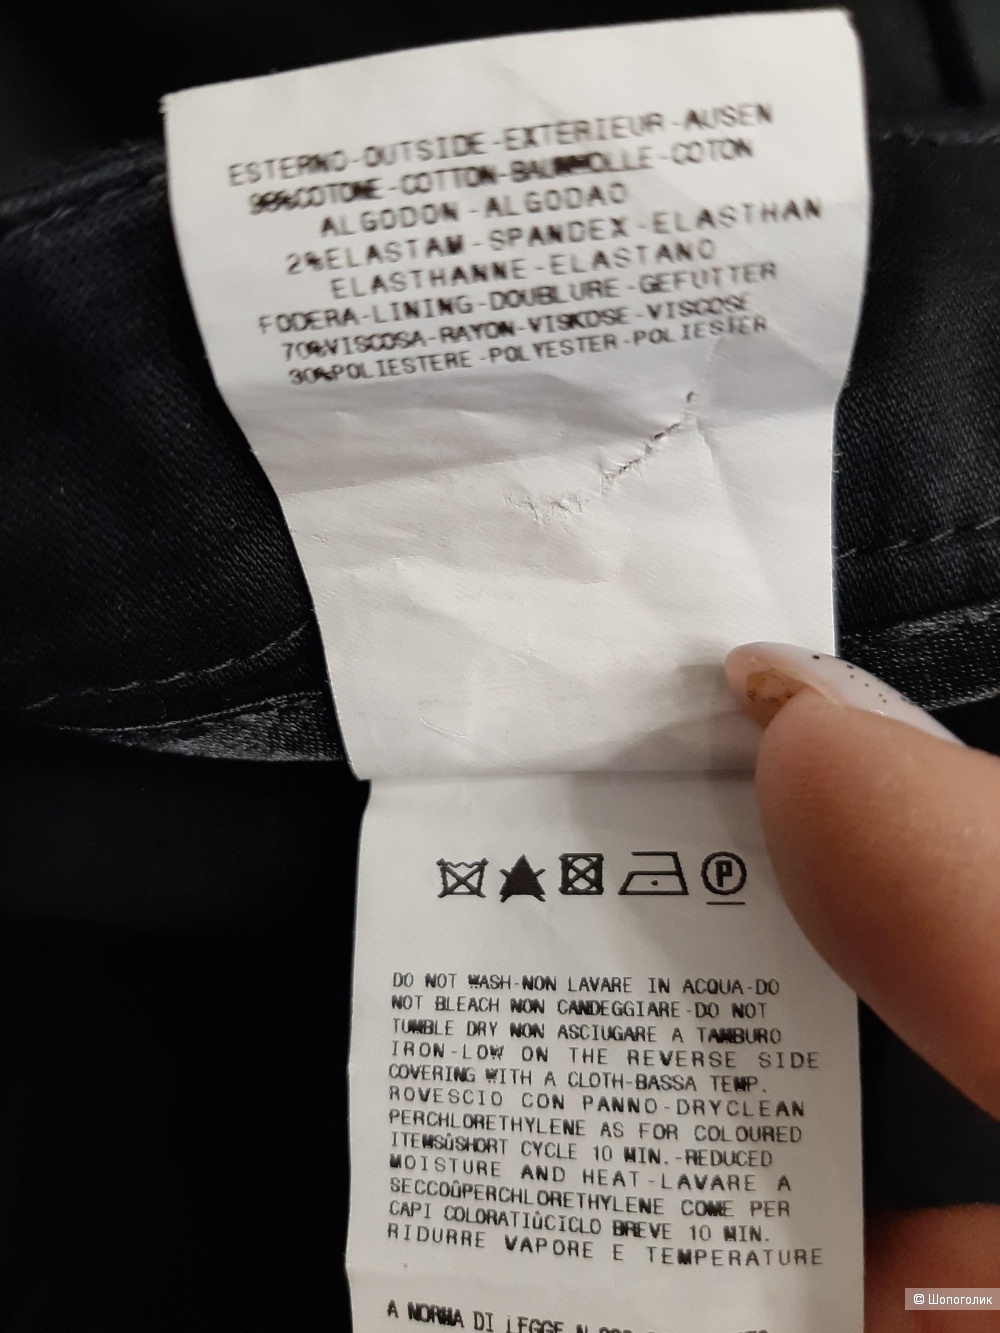 ESTERNO-OUTSIDE-EXTERIEUR-AUSEN
98%COTONE-COTTON-BAUMWOLLE-COTON
ALGODON-ALGODAO
2%ELASTAM-SPANDEX-ELASTHAN
ELASTHANNE-ELASTANO
FODERA-LINING-DOUBLURE-GEFUTTER
70%VISCOSA-RAYON-VISKOSE-VISCOSE
30%POLIESTERE-POLYESTER-POLIESTER
P
DO NOT WASH-NON LAVARE IN ACQUA-DO
NOT BLEACH NON CANDEGGIARE-DO NOT
TUMBLE DRY NON ASCIUGARE A TAMBURO
IRON-LOW ON THE REVERSE SIDE
COVERING WITH A CLOTH-BASSA TEMP.
ROVESCIO CON PANNO-DRYCLEAN
PERCHLORETHYLENE AS FOR COLOURED
ITEMSûSHORT CYCLE 10 MIN.-REDUCED
MOISTURE AND HEAT-LAVARE A
SECCOûPERCHLORETHYLENE COME PER
CAPI COLORATIûCICLO BREVE 10 MIN.
RIDURRE VAPORE E TEMPERATURE
A NORMA DI LEGGE N
© Шопоголик